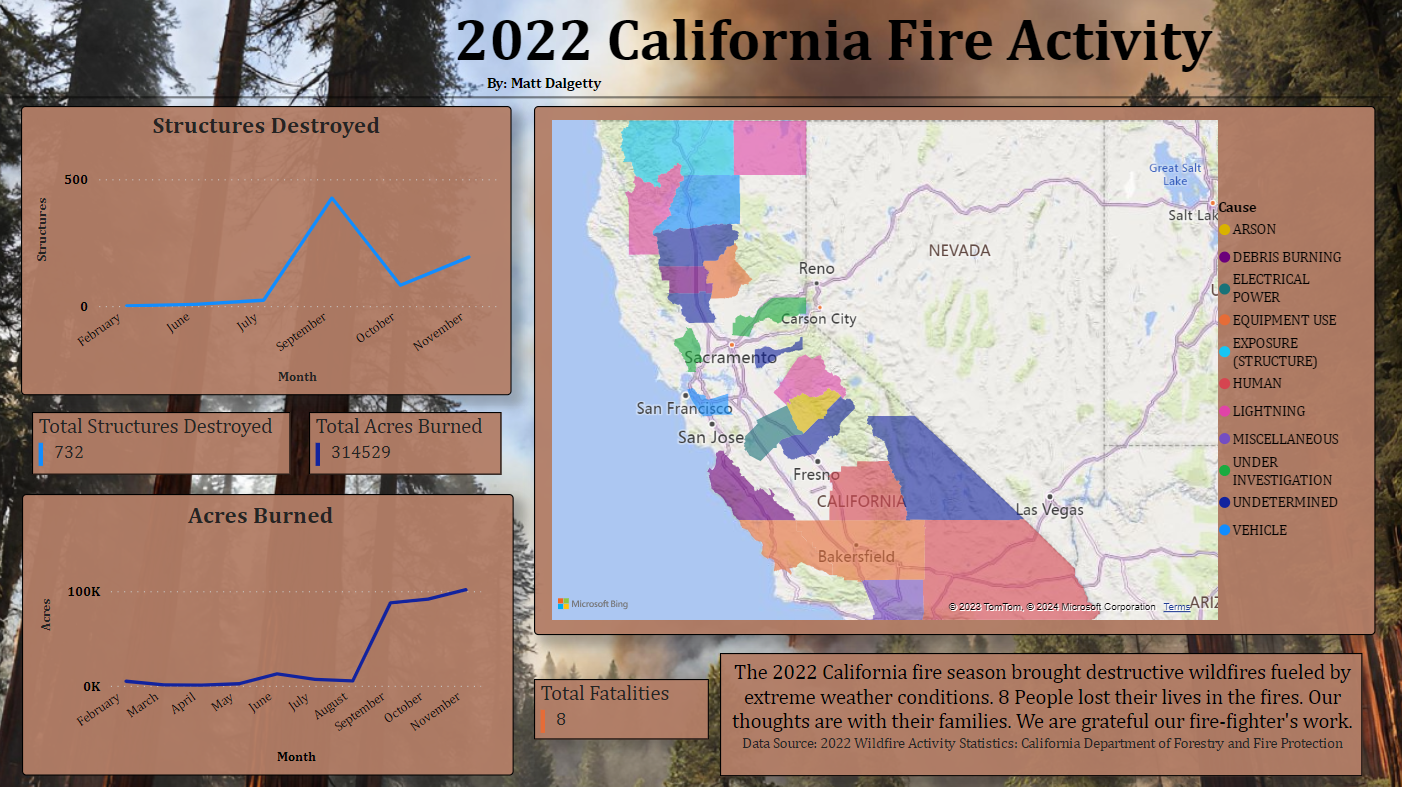 2022 California Fire Activity
By: Matt Dalgetty
Structures Destroyed
500
0
Structures
February
June
July
September
October
November
Month
Total Structures Destroyed
732
Total Acres Burned
314529
Acres Burned
100K
0K
Acres
February
March
April
May
June
July
August
September
October
November
Month
Great Salt
Lake
Salt Lak
NEVADA
Reno
Carson City
Sacramento
San Francisco
San Jose
Fresno
CALIFORNIA
Las Vegas
Bakersfield
U
ARIZ
Microsoft Bing
© 2023 TomTom, © 2024 Microsoft Corporation Terms
Cause
ARSON
DEBRIS BURNING
ELECTRICAL
POWER
EQUIPMENT USE
EXPOSURE
(STRUCTURE)
HUMAN
LIGHTNING
MISCELLANEOUS
UNDER
INVESTIGATION
UNDETERMINED
VEHICLE
Total Fatalities
8
The 2022 California fire season brought destructive wildfires fueled by
extreme weather conditions. 8 People lost their lives in the fires. Our
thoughts are with their families. We are grateful our fire-fighter's work.
Data Source: 2022 Wildfire Activity Statistics: California Department of Forestry and Fire Protection